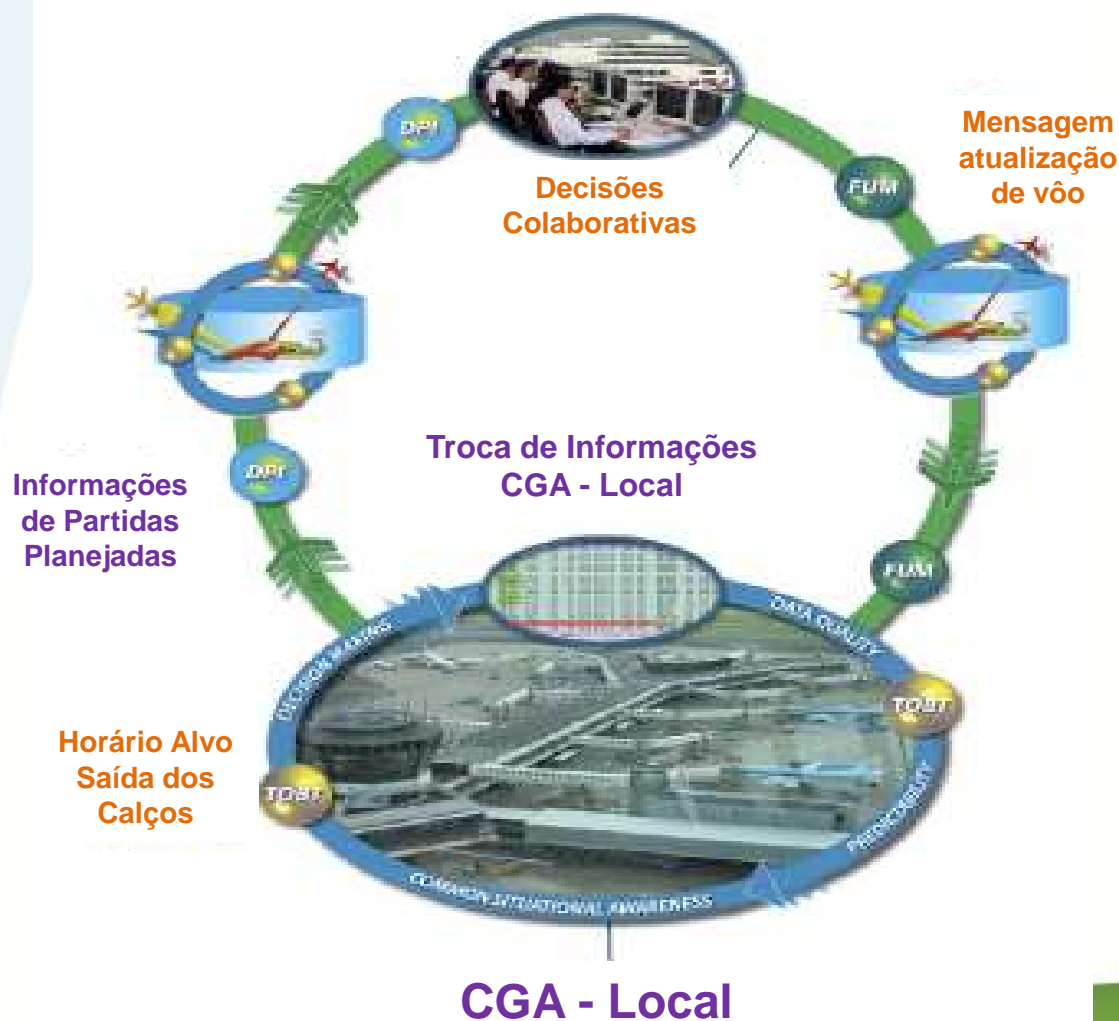 DPI
Mensagem
atualização
de vôo
FUM
Decisões
Colaborativas
Troca de Informações
CGA - Local
DPI
Informações
de Partidas
Planejadas
FUM
DECISION MAKING
DATA QUALITY
TOBT
Horário Alvo
Saída dos
Calços
TOBT
PREDICTABILITY
COMMON SITUATIONAL AWARENESS
CGA - Local